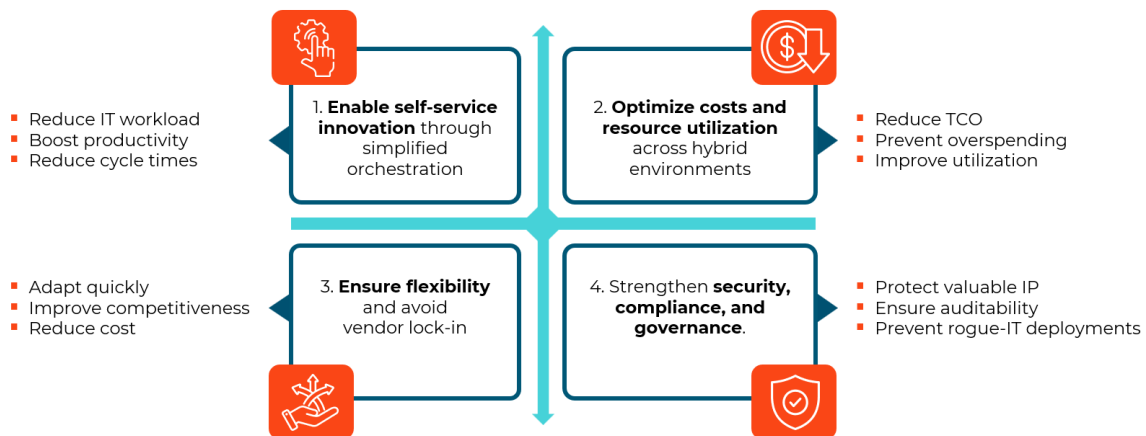 Reduce IT workload
Boost productivity
Reduce cycle times
1. Enable self-service
innovation through
simplified
orchestration
2. Optimize costs and
resource utilization
across hybrid
environments
$
Reduce TCO
Prevent overspending
Improve utilization
Adapt quickly
Improve competitiveness
Reduce cost
3. Ensure flexibility
and avoid
vendor lock-in
4. Strengthen security,
compliance, and
governance.
Protect valuable IP
Ensure auditability
Prevent rogue-IT deployments